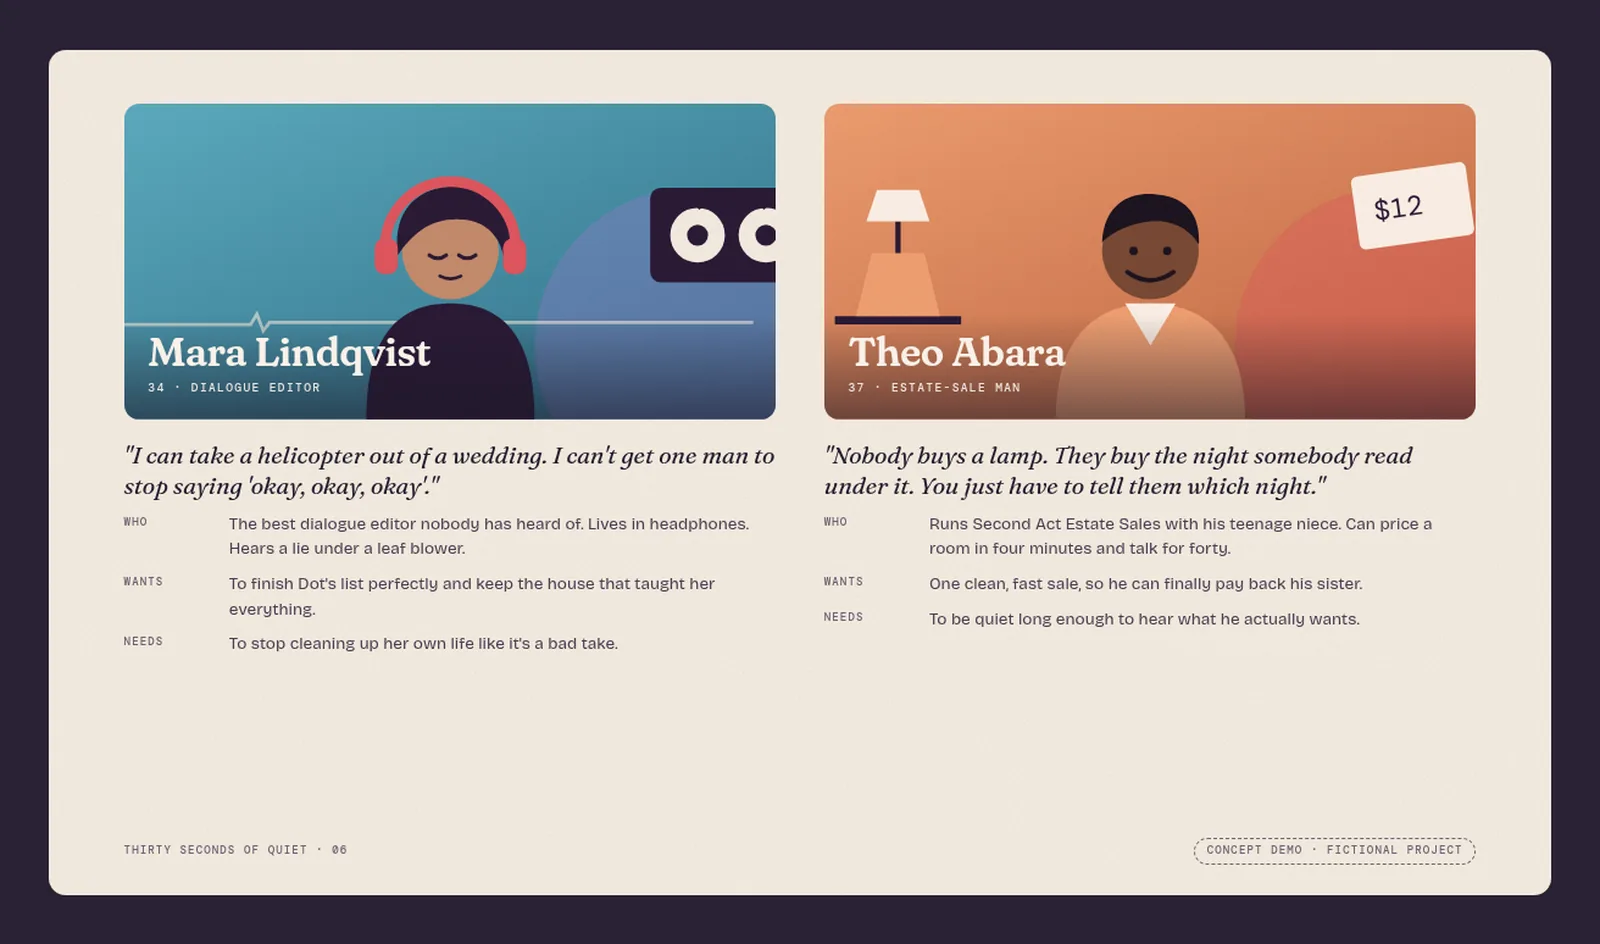 Mara Lindqvist
34 · DIALOGUE EDITOR
"I can take a helicopter out of a wedding. I can't get one man to
stop saying 'okay, okay, okay'."
WHO
The best dialogue editor nobody has heard of. Lives in headphones.
Hears a lie under a leaf blower.
WANTS
To finish Dot's list perfectly and keep the house that taught her
everything.
NEEDS
To stop cleaning up her own life like it's a bad take.
$12
Theo Abara
37 · ESTATE-SALE MAN
"Nobody buys a lamp. They buy the night somebody read
under it. You just have to tell them which night."
WHO
Runs Second Act Estate Sales with his teenage niece. Can price a
room in four minutes and talk for forty.
WANTS
One clean, fast sale, so he can finally pay back his sister.
NEEDS
To be quiet long enough to hear what he actually wants.
THIRTY SECONDS OF QUIET · 06
CONCEPT DEMO · FICTIONAL PROJECT